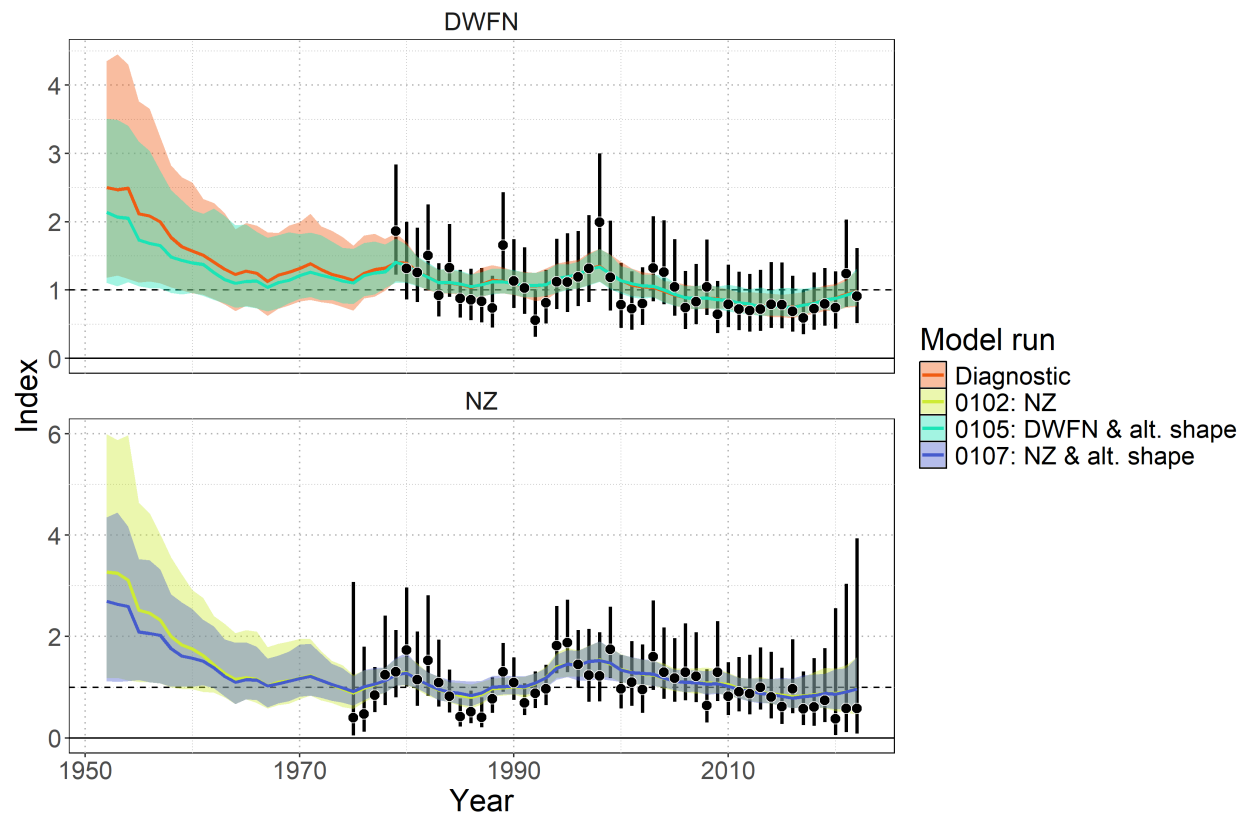 DWFN
4
3
2
1
0
NZ
6
4
2
0
Index
1950
1970
1990
2010
Year
Model run
Diagnostic
0102: NZ
0105: DWFN & alt. shape
0107: NZ & alt. shape